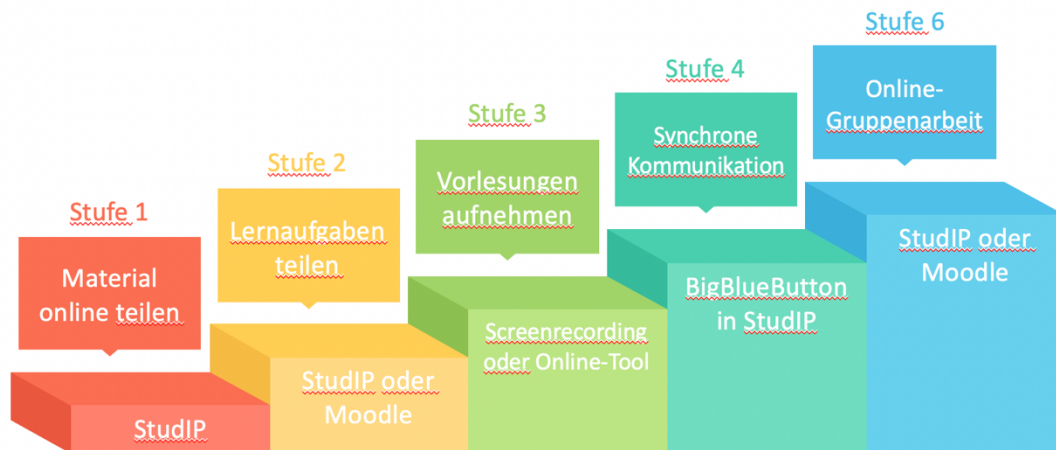 Stufe 1
Material
online teilen
StudIP
Stufe 2
Lernaufgaben
teilen
StudIP oder
Moodle
Stufe 3
Vorlesungen
aufnehmen
Screenrecording
oder Online-Tool
Stufe 4
Synchrone
Kommunikation
BigBlueButton
in StudIP
Stufe 6
Online-
Gruppenarbeit
StudIP oder
Moodle